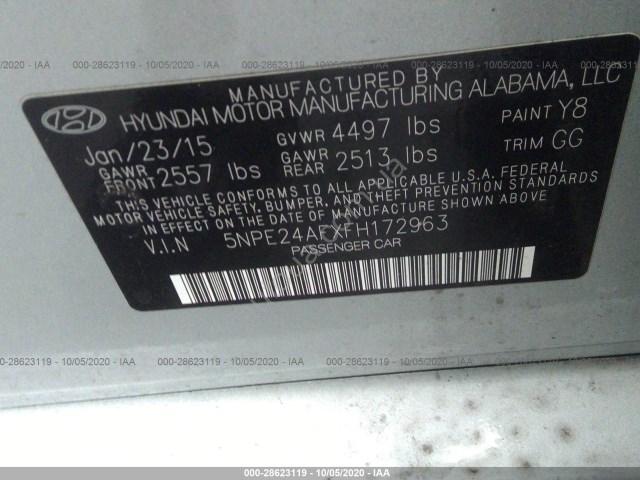 000-28623119 - 10/05/2020 - IAA
MANUFACTURED BY
HYUNDAI MOTOR MANUFACTURING ALABAMA, LLC
Jan/23/15 GVWR 4497 lbs PAINT Y8
GAWR FRONT 2557 lbs GAWR REAR 2513 lbs TRIM GG
THIS VEHICLE CONFORMS TO ALL APPLICABLE U.S.A. FEDERAL
MOTOR VEHICLE SAFETY, BUMPER, AND THEFT PREVENTION
STANDARDS IN EFFECT ON THE DATE OF MANUFACTURE SHOWN ABOVE.
V.I.N 5NPE24AFXFH172963
PASSENGER CAR
000-28623119 - 10/05/2020 - IAA
000-28623119 - 10/05/2020 - IAA